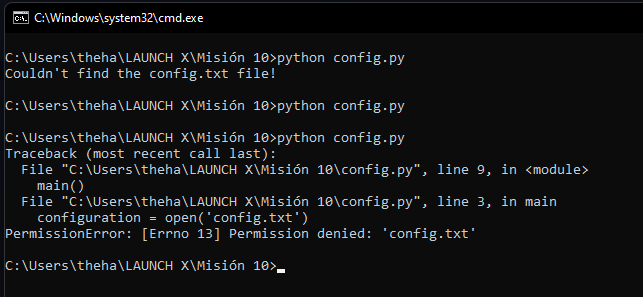 C:\Windows\system32\cmd.exe
C:\Users\theha\LAUNCH X\Misión 10>python config.py
Couldn't find the config.txt file!
C:\Users\theha\LAUNCH X\Misión 10>python config.py
C:\Users\theha\LAUNCH X\Misión 10>python config.py
Traceback (most recent call last):
  File "C:\Users\theha\LAUNCH X\Misión 10\config.py", line 9, in <module>
    main()
  File "C:\Users\theha\LAUNCH X\Misión 10\config.py", line 3, in main
    configuration = open('config.txt')
PermissionError: [Errno 13] Permission denied: 'config.txt'
C:\Users\theha\LAUNCH X\Misión 10>